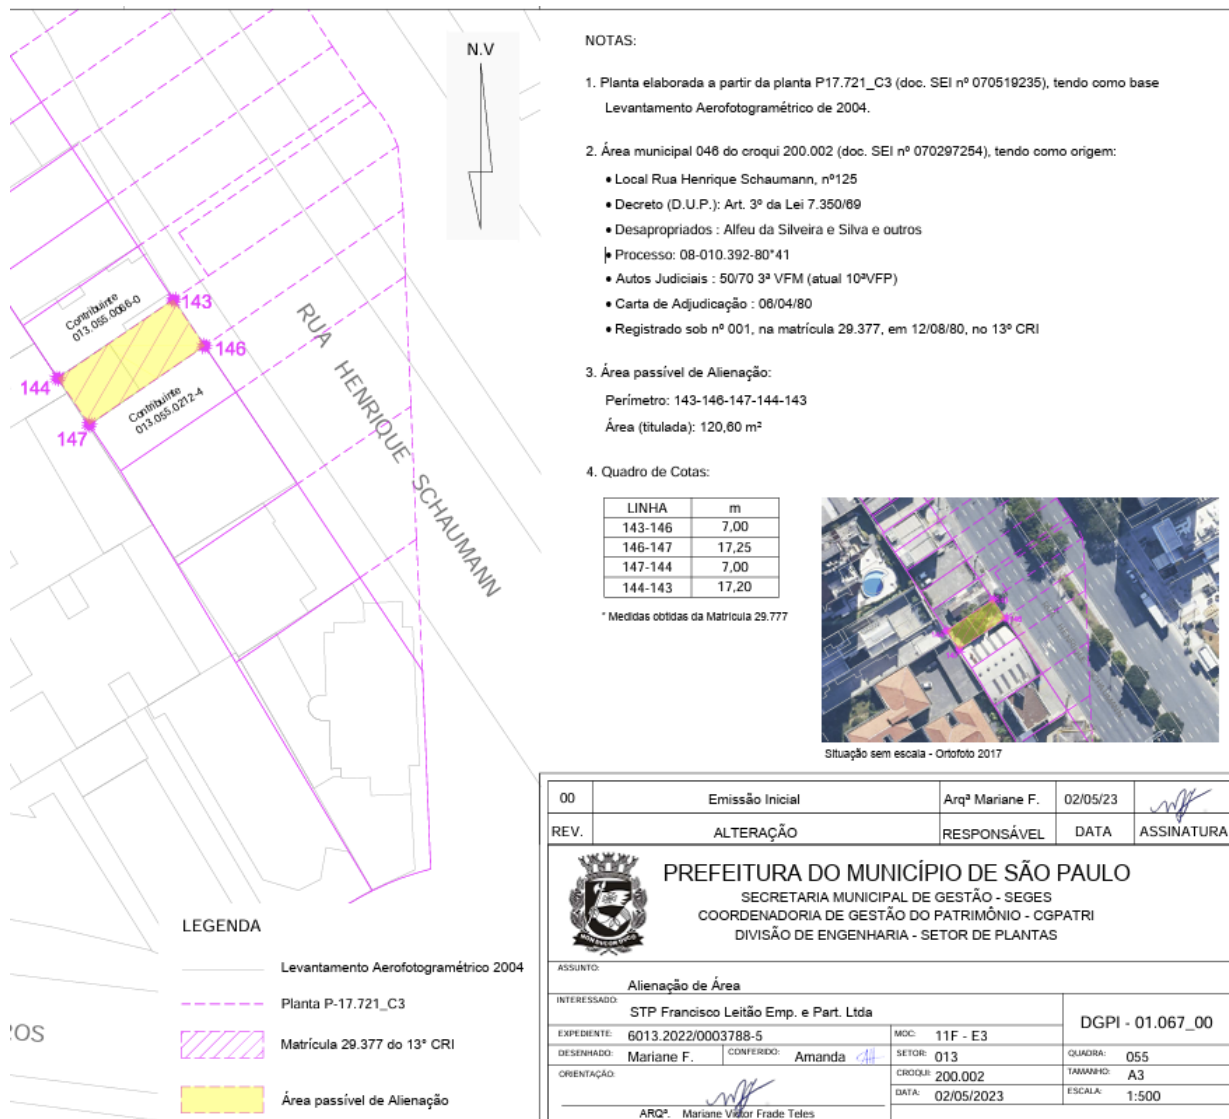 N.V
143
146
144
147
Contribuinte
013.055.0066-0
Contribuinte
013.055.0212-4
RUA HENRIQUE SCHAUMANN
OS
LEGENDA
Levantamento Aerofotogramétrico 2004
Planta P-17.721_C3
Matrícula 29.377 do 13° CRI
Área passível de Alienação
NOTAS:
1. Planta elaborada a partir da planta P17.721_C3 (doc. SEI nº 070519235), tendo como base
Levantamento Aerofotogramétrico de 2004.
2. Área municipal 046 do croqui 200.002 (doc. SEI nº 070297254), tendo como origem:
• Local Rua Henrique Schaumann, nº125
• Decreto (D.U.P.): Art. 3º da Lei 7.350/69
• Desapropriados : Alfeu da Silveira e Silva e outros
• Processo: 08-010.392-80*41
• Autos Judiciais : 50/70 3ª VFM (atual 10ªVFP)
• Carta de Adjudicação : 06/04/80
• Registrado sob nº 001, na matrícula 29.377, em 12/08/80, no 13º CRI
3. Área passível de Alienação:
Perímetro: 143-146-147-144-143
Área (titulada): 120,60 m²
4. Quadro de Cotas:
LINHA m
143-146 7,00
146-147 17,25
147-144 7,00
144-143 17,20
* Medidas obtidas da Matrícula 29.777
Situação sem escala - Ortofoto 2017
00 Emissão Inicial Arqª Mariane F. 02/05/23
REV. ALTERAÇÃO RESPONSÁVEL DATA ASSINATURA
PREFEITURA DO MUNICÍPIO DE SÃO PAULO
SECRETARIA MUNICIPAL DE GESTÃO - SEGES
COORDENADORIA DE GESTÃO DO PATRIMÔNIO - CGPATRI
DIVISÃO DE ENGENHARIA - SETOR DE PLANTAS
ASSUNTO:
Alienação de Área
INTERESSADO:
STP Francisco Leitão Emp. e Part. Ltda
DGPI - 01.067_00
EXPEDIENTE: 6013.2022/0003788-5 MOC: 11F - E3
DESENHADO: Mariane F. CONFERIDO: Amanda SETOR: 013 QUADRA: 055
ORIENTAÇÃO: CROQUI: 200.002 TAMANHO: A3
DATA: 02/05/2023 ESCALA: 1:500
ARQª. Mariane Victor Frade Teles